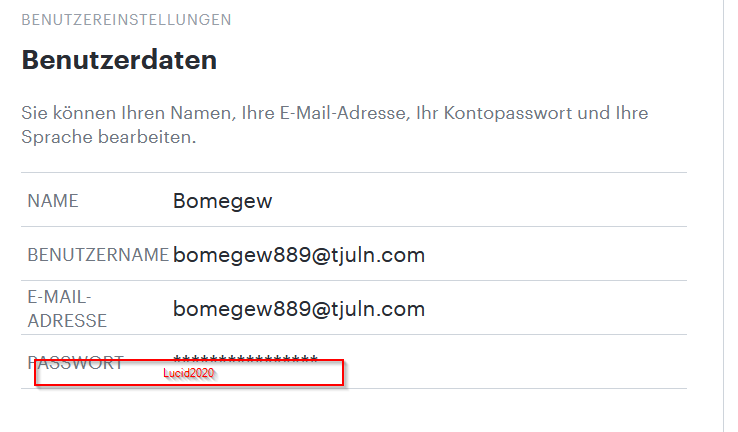 BENUTZEREINSTELLUNGEN
Benutzerdaten
Sie können Ihren Namen, Ihre E-Mail-Adresse, Ihr Kontopasswort und Ihre
Sprache bearbeiten.
NAME Bomegew
BENUTZERNAME bomegew889@tjuln.com
E-MAIL-
ADRESSE bomegew889@tjuln.com
PASSWORT ****************
Lucid2020